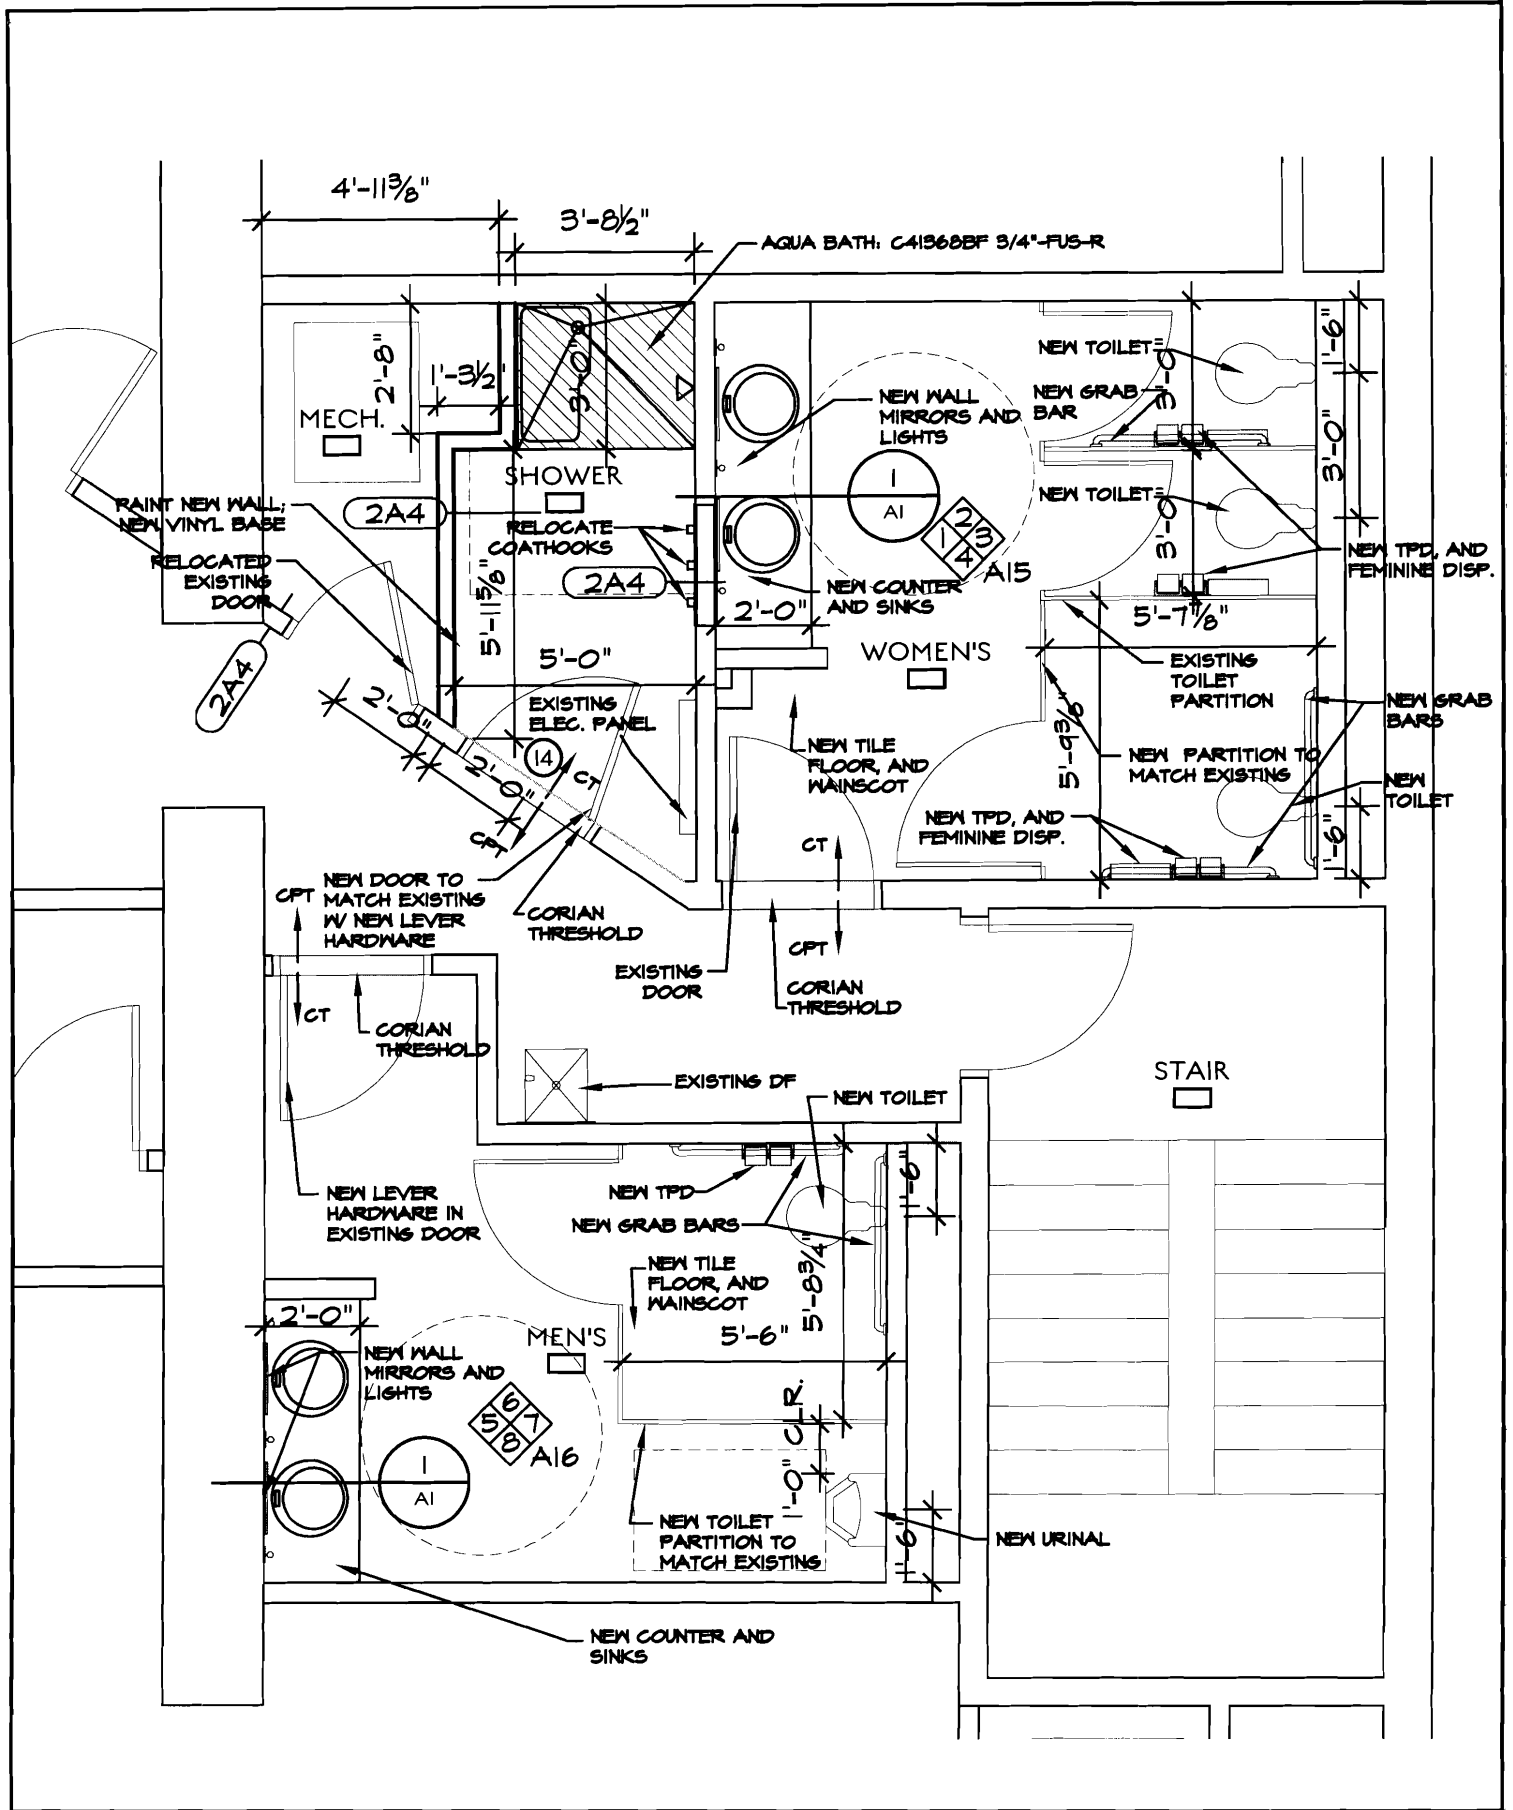 4'-11 3/8"
3'-8 1/2"
AQUA BATH: C41368BF 3/4"-FUS-R
2'-8"
1'-3 1/2"
3'-0"
MECH.
SHOWER
PAINT NEW WALL;
NEW VINYL BASE
2A4
RELOCATE
COATHOOKS
RELOCATED
EXISTING
DOOR
2A4
2A4
5'-11 5/8"
5'-0"
2'-0"
2'-0"
EXISTING
ELEC. PANEL
14
CT
CPT
NEW WALL
MIRRORS AND
LIGHTS
1
A1
2
1 3
4
A15
NEW COUNTER
AND SINKS
2'-0"
WOMEN'S
NEW TOILET
NEW GRAB
BAR
3'-0"
1'-6"
3'-0"
NEW TOILET
3'-0"
NEW TPD, AND
FEMININE DISP.
5'-7 7/8"
EXISTING
TOILET
PARTITION
NEW GRAB
BARS
5'-9 3/8"
NEW PARTITION TO
MATCH EXISTING
NEW
TOILET
1'-6"
NEW TPD, AND
FEMININE DISP.
NEW TILE
FLOOR, AND
WAINSCOT
CT
CPT
NEW DOOR TO
MATCH EXISTING
W/ NEW LEVER
HARDWARE
CORIAN
THRESHOLD
EXISTING
DOOR
CORIAN
THRESHOLD
CPT
CT
CORIAN
THRESHOLD
EXISTING DF
STAIR
NEW TOILET
NEW LEVER
HARDWARE IN
EXISTING DOOR
NEW TPD
NEW GRAB BARS
1'-6"
NEW TILE
FLOOR, AND
WAINSCOT
5'-8 3/4"
5'-6"
2'-0"
MEN'S
NEW WALL
MIRRORS AND
LIGHTS
6
5 7
8
A16
1
A1
1'-0" CLR.
NEW TOILET
PARTITION TO
MATCH EXISTING
1'-6"
NEW URINAL
NEW COUNTER AND
SINKS